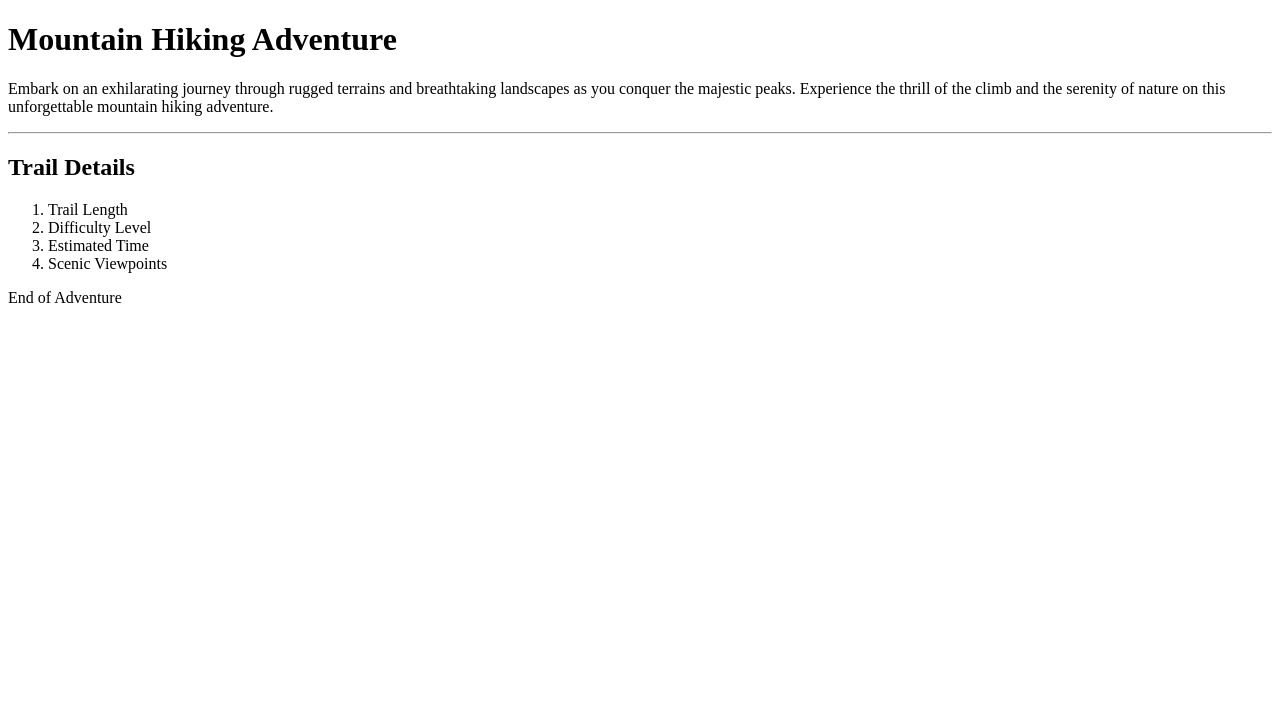 Mountain Hiking Adventure
Embark on an exhilarating journey through rugged terrains and breathtaking landscapes as you conquer the majestic peaks. Experience the thrill of the climb and the serenity of nature on this
unforgettable mountain hiking adventure.
Trail Details
1. Trail Length
2. Difficulty Level
3. Estimated Time
4. Scenic Viewpoints
End of Adventure